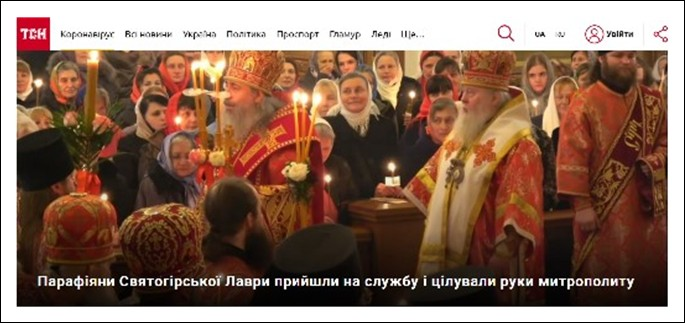 ТСН Коронавірус Всі новини Україна Політика Проспорт Гламур Леді Ще... UA RU Увійти
Парафіяни Святогірської Лаври прийшли на службу і цілували руки митрополиту